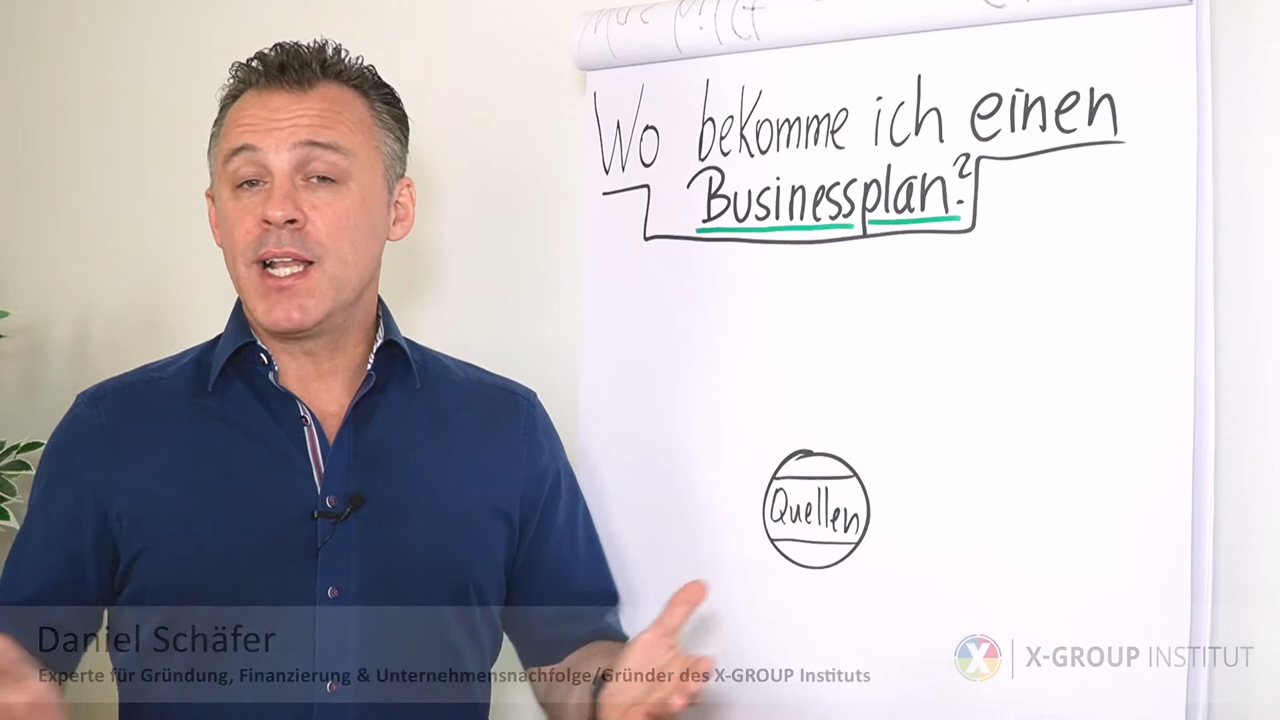 Wo bekomme ich einen
Businessplan?
Quellen
Daniel Schäfer
Experte für Gründung, Finanzierung & Unternehmensnachfolge/Gründer des X-GROUP Instituts
X
X-GROUP INSTITUT